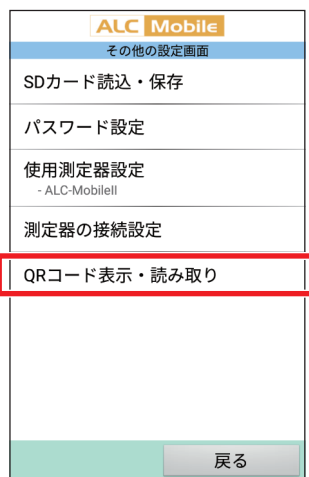 ALC Mobile
その他の設定画面
SDカード読込・保存
パスワード設定
使用測定器設定
- ALC-MobileII
測定器の接続設定
QRコード表示・読み取り
戻る